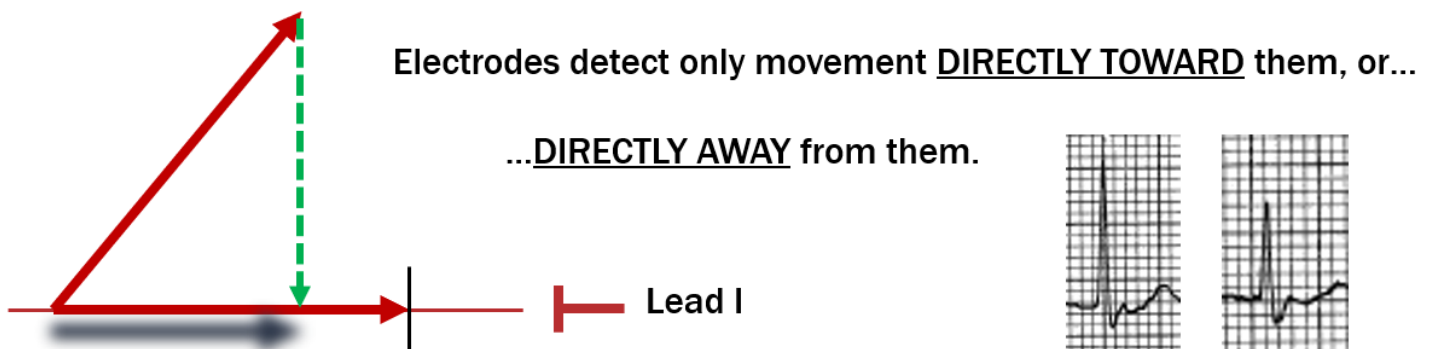 Electrodes detect only movement DIRECTLY TOWARD them, or...
...DIRECTLY AWAY from them.
Lead I